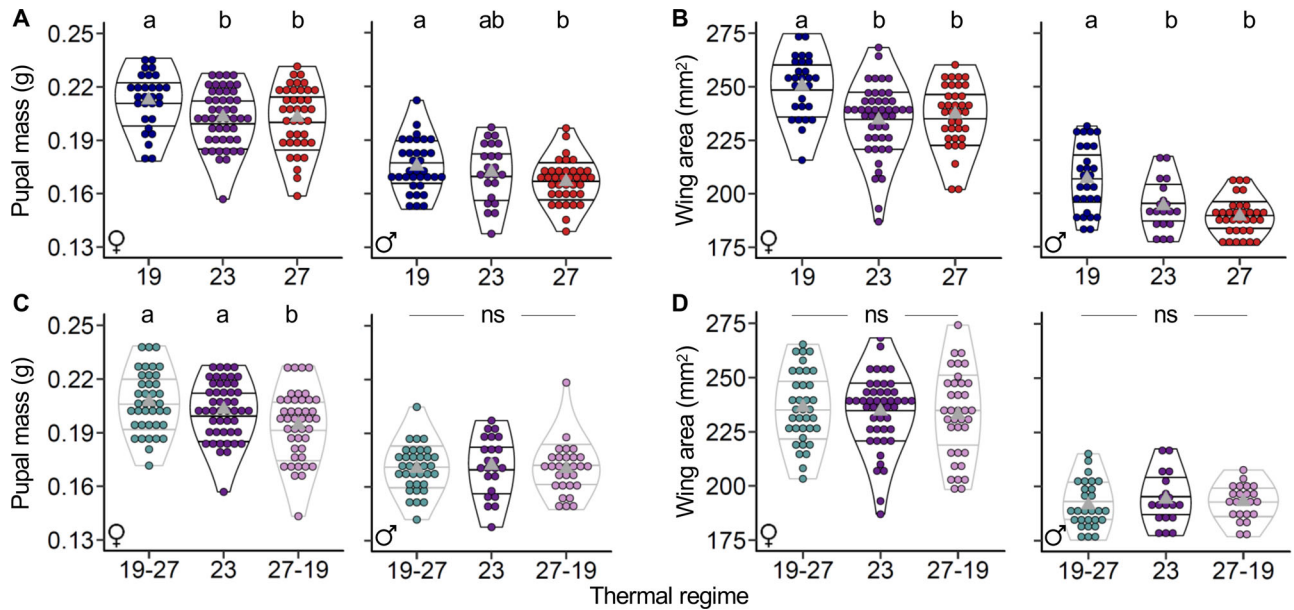 A a b b a ab b
B a b b a b b
Pupal mass (g)
0.25
0.22
0.19
0.16
0.13
♀ ♂
19 23 27 19 23 27
Wing area (mm²)
275
250
225
200
175
♀ ♂
19 23 27 19 23 27
C a a b ns
D ns ns
Pupal mass (g)
0.25
0.22
0.19
0.16
0.13
♀ ♂
19-27 23 27-19 19-27 23 27-19
Wing area (mm²)
275
250
225
200
175
♀ ♂
19-27 23 27-19 19-27 23 27-19
Thermal regime